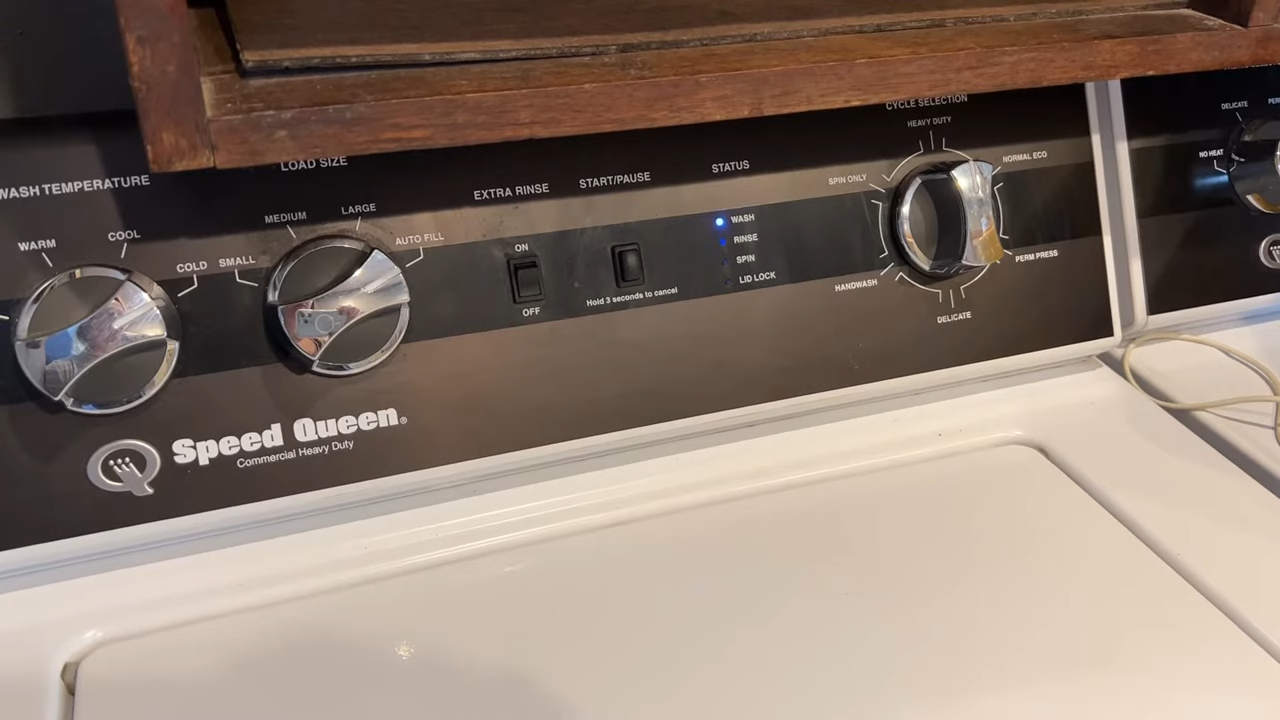 WASH TEMPERATURE
WARM
COOL
COLD
LOAD SIZE
SMALL
MEDIUM
LARGE
AUTO FILL
EXTRA RINSE
ON
OFF
START/PAUSE
Hold 3 seconds to cancel
STATUS
WASH
RINSE
SPIN
LID LOCK
CYCLE SELECTION
HEAVY DUTY
NORMAL ECO
SPIN ONLY
PERM PRESS
HANDWASH
DELICATE
Speed Queen®
Commercial Heavy Duty
DELICATE
NO HEAT